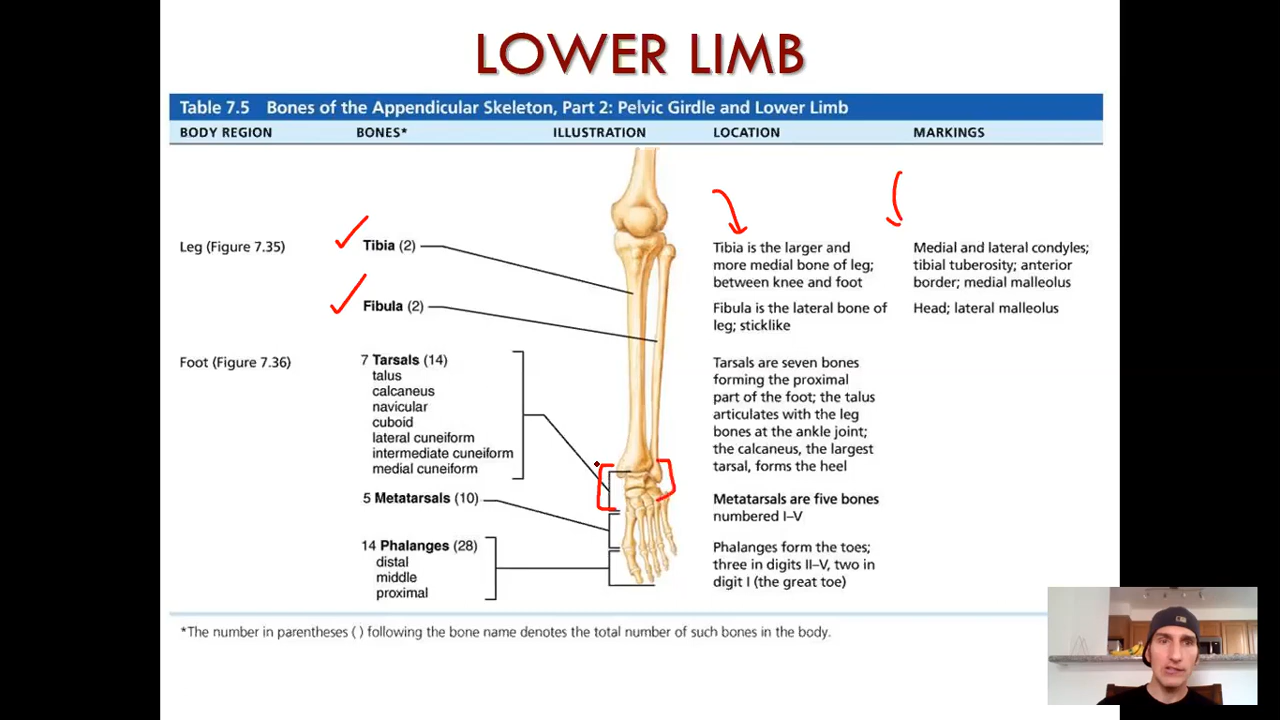 LOWER LIMB
Table 7.5 Bones of the Appendicular Skeleton, Part 2: Pelvic Girdle and Lower Limb
BODY REGION BONES* ILLUSTRATION LOCATION MARKINGS
Leg (Figure 7.35)
Tibia (2)
Tibia is the larger and
more medial bone of leg;
between knee and foot
Medial and lateral condyles;
tibial tuberosity; anterior
border; medial malleolus
Fibula (2)
Fibula is the lateral bone of
leg; sticklike
Head; lateral malleolus
Foot (Figure 7.36)
7 Tarsals (14)
talus
calcaneus
navicular
cuboid
lateral cuneiform
intermediate cuneiform
medial cuneiform
Tarsals are seven bones
forming the proximal
part of the foot; the talus
articulates with the leg
bones at the ankle joint;
the calcaneus, the largest
tarsal, forms the heel
5 Metatarsals (10)
Metatarsals are five bones
numbered I–V
14 Phalanges (28)
distal
middle
proximal
Phalanges form the toes;
three in digits II–V, two in
digit I (the great toe)
*The number in parentheses ( ) following the bone name denotes the total number of such bones in the body.